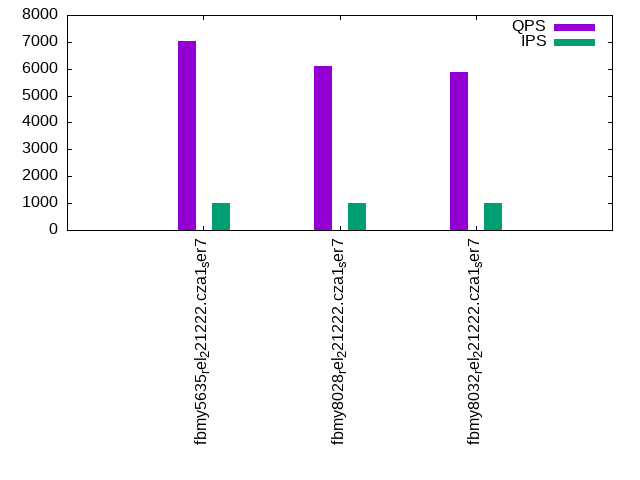 8000
7000
6000
5000
4000
3000
2000
1000
0
QPS
IPS
fbmy5635rel221222.cza1ser7
fbmy8028rel221222.cza1ser7
fbmy8032rel221222.cza1ser7